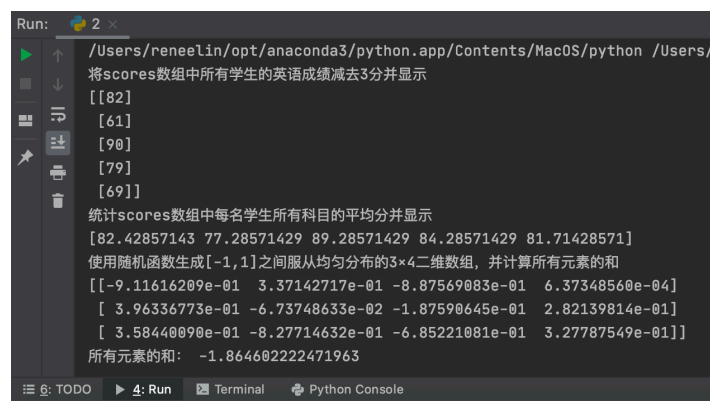 Run: 2 ×
/Users/reneelin/opt/anaconda3/python.app/Contents/MacOS/python /Users/
将scores数组中所有学生的英语成绩减去3分并显示
[[82]
[61]
[90]
[79]
[69]]
统计scores数组中每名学生所有科目的平均分并显示
[82.42857143 77.28571429 89.28571429 84.28571429 81.71428571]
使用随机函数生成[-1,1]之间服从均匀分布的3×4二维数组，并计算所有元素的和
[[-9.11616209e-01 3.37142717e-01 -8.87569083e-01 6.37348560e-04]
[ 3.96336773e-01 -6.73748633e-02 -1.87590645e-01 2.82139814e-01]
[ 3.58440090e-01 -8.27714632e-01 -6.85221081e-01 3.27787549e-01]]
所有元素的和： -1.864602222471963
6: TODO 4: Run Terminal Python Console